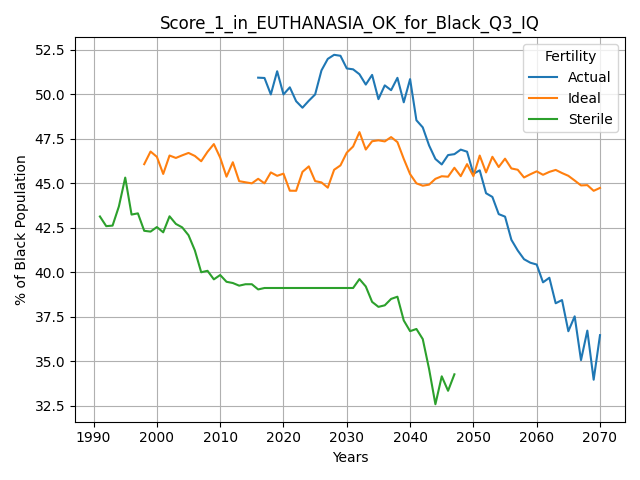 Score_1_in_EUTHANASIA_OK_for_Black_Q3_IQ
Fertility
Actual
Ideal
Sterile
% of Black Population
52.5
50.0
47.5
45.0
42.5
40.0
37.5
35.0
32.5
1990 2000 2010 2020 2030 2040 2050 2060 2070
Years